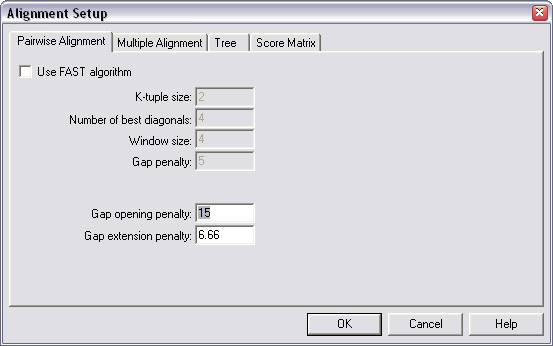 Alignment Setup
Pairwise Alignment Multiple Alignment Tree Score Matrix
Use FAST algorithm
K-tuple size: 2
Number of best diagonals: 4
Window size: 4
Gap penalty: 5
Gap opening penalty: 15
Gap extension penalty: 6.66
OK Cancel Help